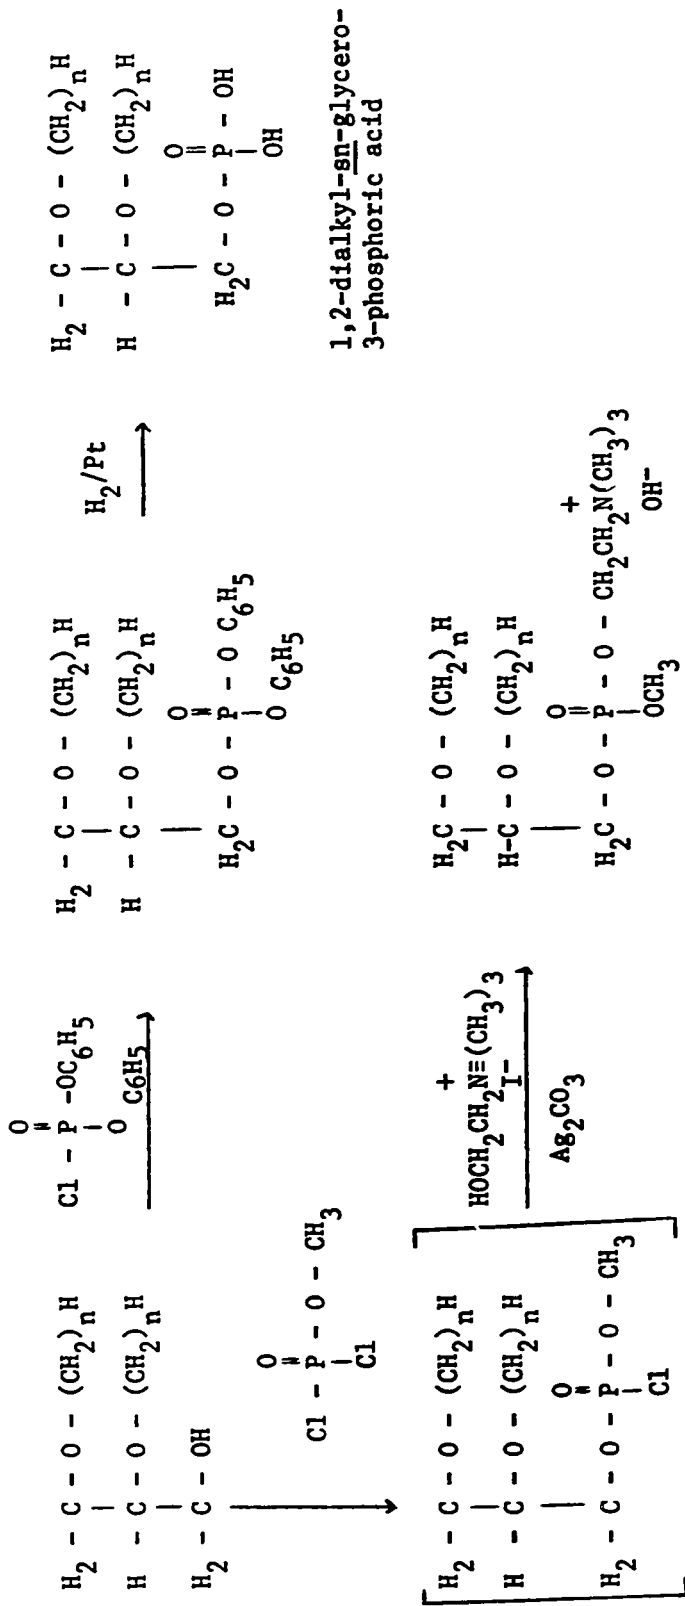 H2 - C - O - (CH2)nH
H - C - O - (CH2)nH
H2 - C - OH
O
Cl - P - OC6H5
O C6H5
H2 - C - O - (CH2)nH
H - C - O - (CH2)nH
O
H2C - O - P - O C6H5
O C6H5
H2/Pt
H2 - C - O - (CH2)nH
H - C - O - (CH2)nH
O
H2C - O - P - OH
OH
1,2-dialkyl-sn-glycero-
3-phosphoric acid
O
Cl - P - O - CH3
Cl
H2 - C - O - (CH2)nH
H - C - O - (CH2)nH
O
H2 - C - O - P - O - CH3
Cl
+
HOCH2CH2N≡(CH3)3
I-
Ag2CO3
H2C - O - (CH2)nH
H-C - O - (CH2)nH
O
+
H2C - O - P - O - CH2CH2N(CH3)3
OCH3
OH-